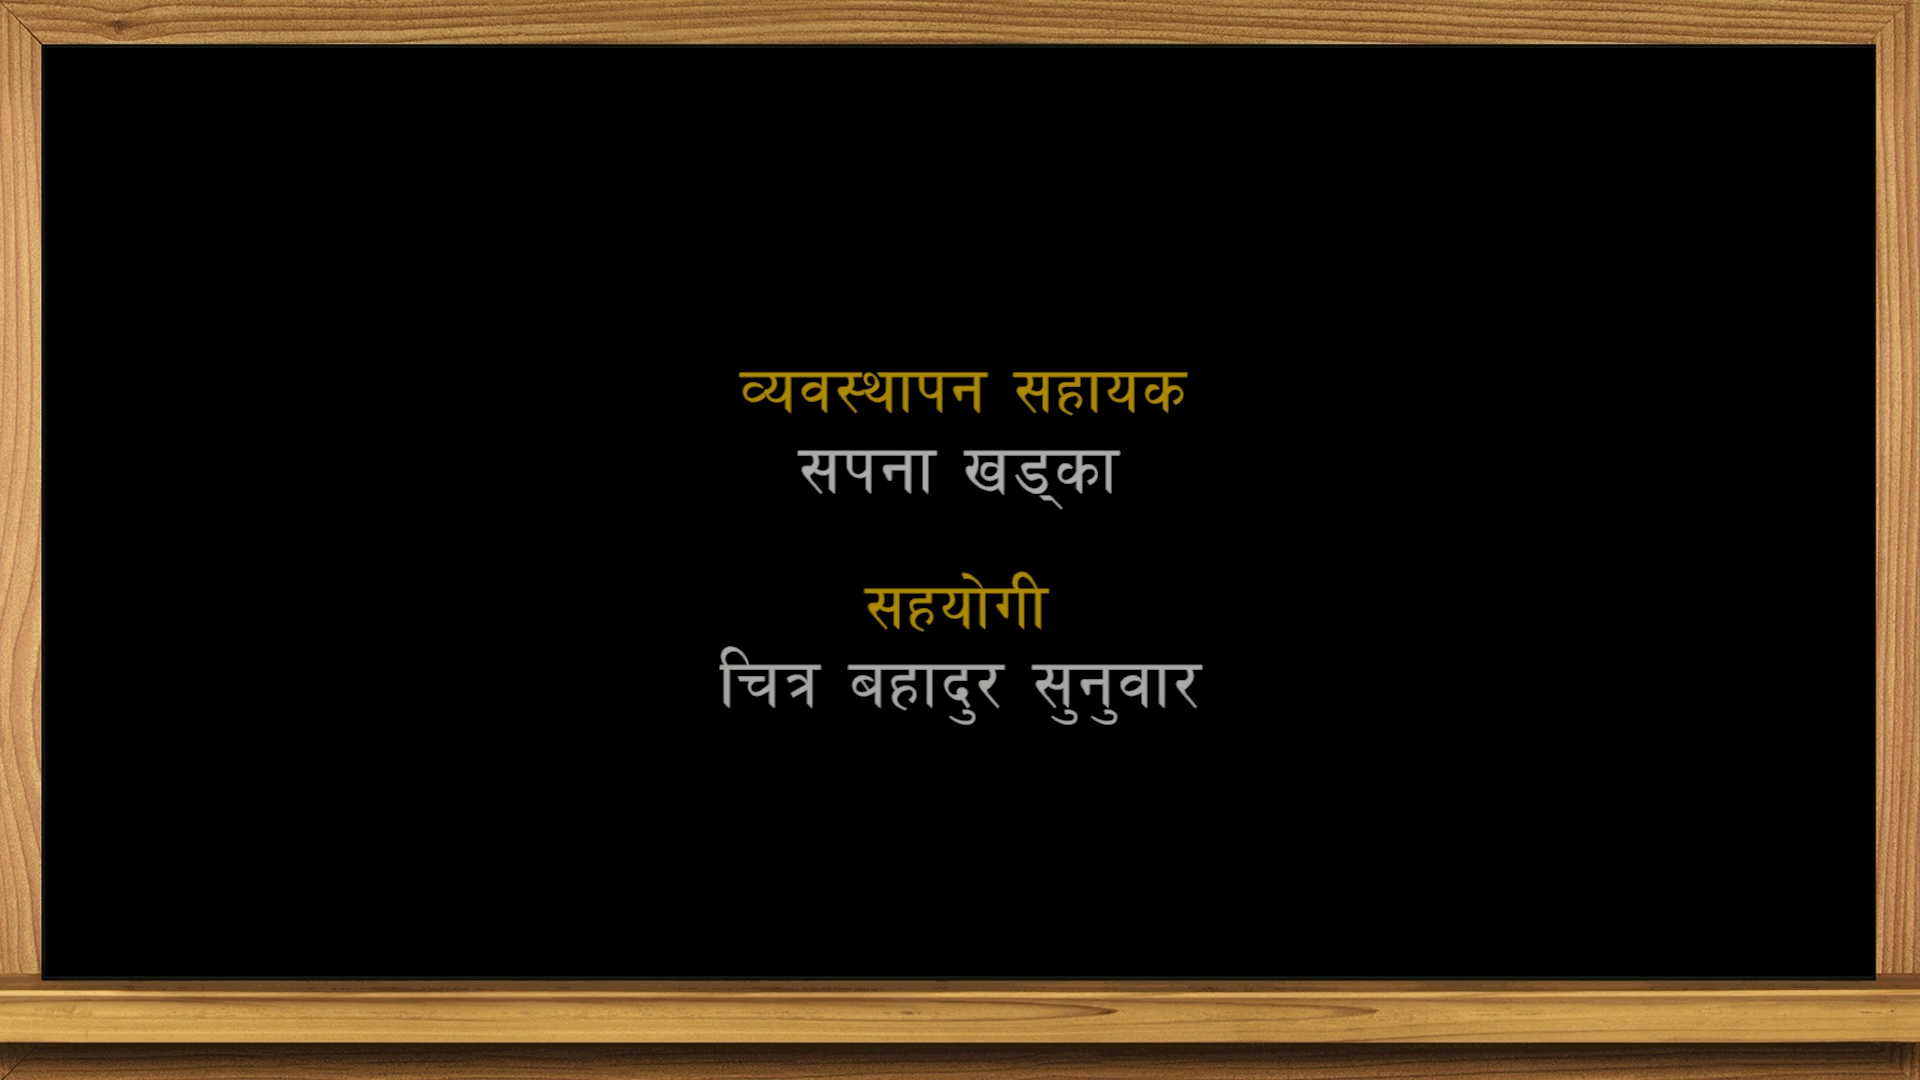 व्यवस्थापन सहायक
सपना खड्का
सहयोगी
चित्र बहादुर सुनुवार